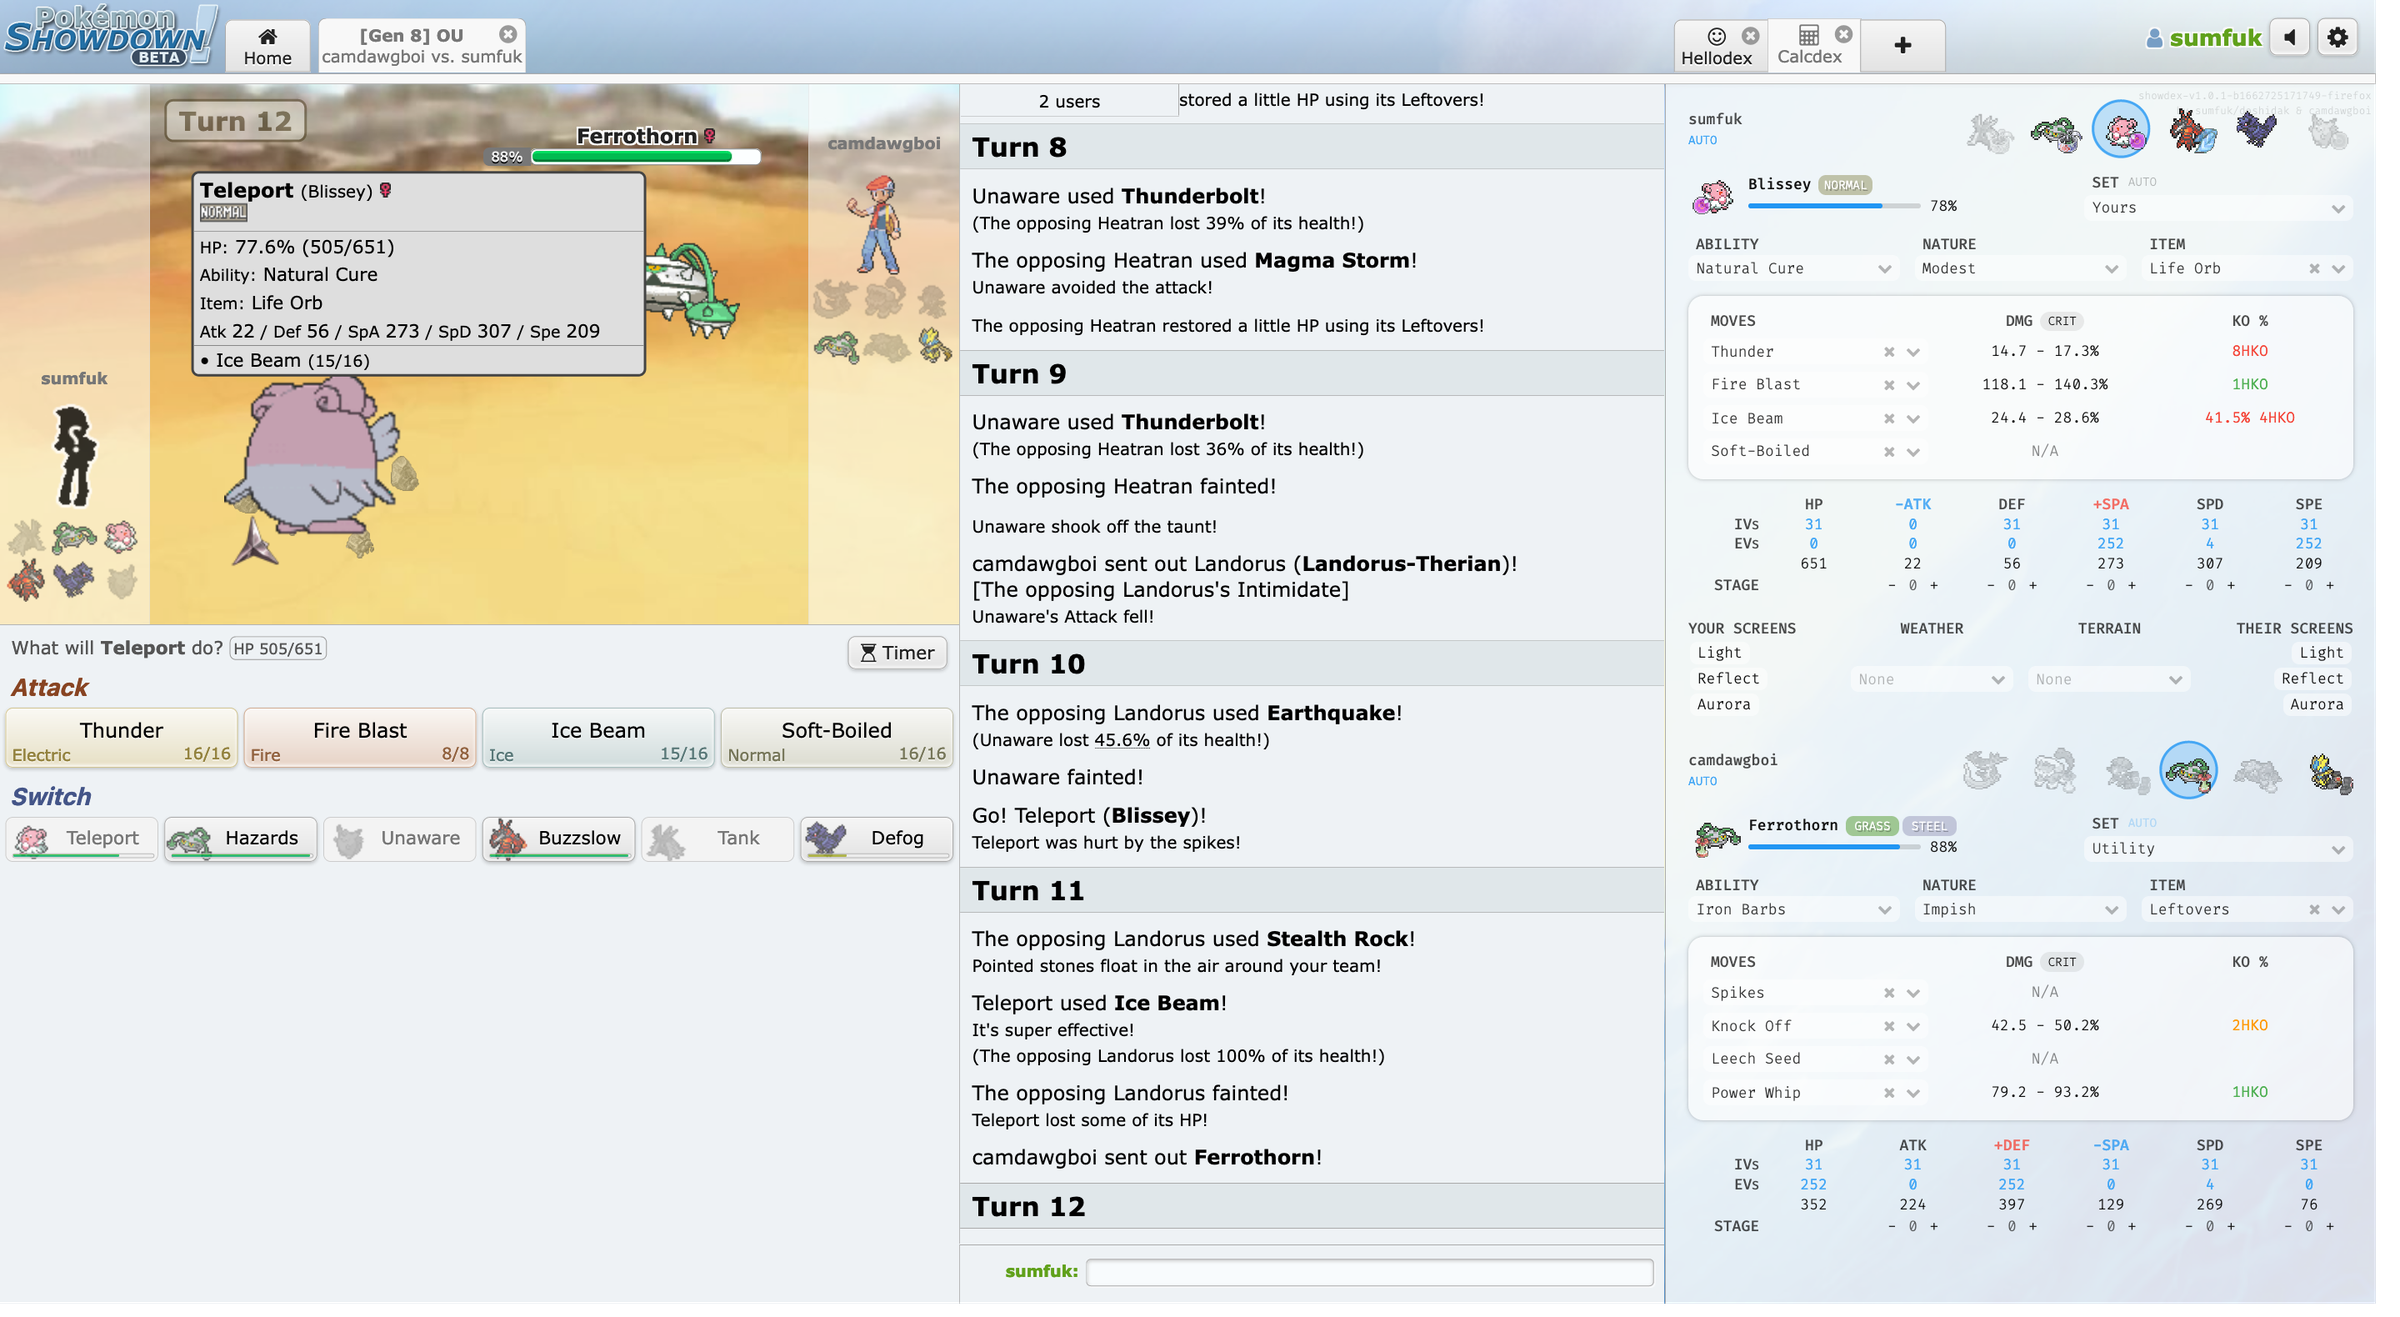 Pokémon
SHOWDOWN!
BETA
Home
[Gen 8] OU
camdawgboi vs. sumfuk
Hellodex
Calcdex
+
sumfuk
Turn 12
Ferrothorn
88%
camdawgboi
Teleport (Blissey)
NORMAL
HP: 77.6% (505/651)
Ability: Natural Cure
Item: Life Orb
Atk 22 / Def 56 / SpA 273 / SpD 307 / Spe 209
• Ice Beam (15/16)
sumfuk
What will Teleport do? HP 505/651
Timer
Attack
Thunder
Electric 16/16
Fire Blast
Fire 8/8
Ice Beam
Ice 15/16
Soft-Boiled
Normal 16/16
Switch
Teleport
Hazards
Unaware
Buzzslow
Tank
Defog
2 users
stored a little HP using its Leftovers!
Turn 8
Unaware used Thunderbolt!
(The opposing Heatran lost 39% of its health!)
The opposing Heatran used Magma Storm!
Unaware avoided the attack!
The opposing Heatran restored a little HP using its Leftovers!
Turn 9
Unaware used Thunderbolt!
(The opposing Heatran lost 36% of its health!)
The opposing Heatran fainted!
Unaware shook off the taunt!
camdawgboi sent out Landorus (Landorus-Therian)!
[The opposing Landorus's Intimidate]
Unaware's Attack fell!
Turn 10
The opposing Landorus used Earthquake!
(Unaware lost 45.6% of its health!)
Unaware fainted!
Go! Teleport (Blissey)!
Teleport was hurt by the spikes!
Turn 11
The opposing Landorus used Stealth Rock!
Pointed stones float in the air around your team!
Teleport used Ice Beam!
It's super effective!
(The opposing Landorus lost 100% of its health!)
The opposing Landorus fainted!
Teleport lost some of its HP!
camdawgboi sent out Ferrothorn!
Turn 12
sumfuk:
showdex-v1.0.1-b1662725171749-firefox
sumfuk/doshidak & camdawgboi
sumfuk
AUTO
Blissey NORMAL
78%
SET AUTO
Yours
ABILITY NATURE ITEM
Natural Cure Modest Life Orb
MOVES DMG CRIT KO %
Thunder 14.7 - 17.3% 8HKO
Fire Blast 118.1 - 140.3% 1HKO
Ice Beam 24.4 - 28.6% 41.5% 4HKO
Soft-Boiled N/A
HP -ATK DEF +SPA SPD SPE
IVs 31 0 31 31 31 31
EVs 0 0 0 252 4 252
651 22 56 273 307 209
STAGE - 0 + - 0 + - 0 + - 0 + - 0 +
YOUR SCREENS WEATHER TERRAIN THEIR SCREENS
Light Light
Reflect None None Reflect
Aurora Aurora
camdawgboi
AUTO
Ferrothorn GRASS STEEL
88%
SET AUTO
Utility
ABILITY NATURE ITEM
Iron Barbs Impish Leftovers
MOVES DMG CRIT KO %
Spikes N/A
Knock Off 42.5 - 50.2% 2HKO
Leech Seed N/A
Power Whip 79.2 - 93.2% 1HKO
HP ATK +DEF -SPA SPD SPE
IVs 31 31 31 31 31 31
EVs 252 0 252 0 4 0
352 224 397 129 269 76
STAGE - 0 + - 0 + - 0 + - 0 + - 0 +